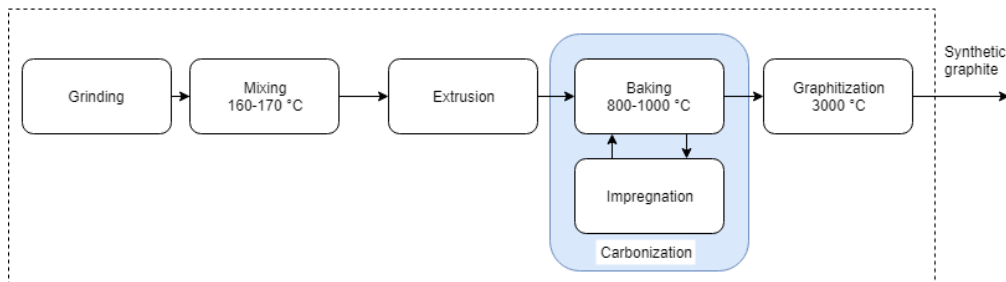 Grinding
Mixing
160-170 °C
Extrusion
Baking
800-1000 °C
Graphitization
3000 °C
Synthetic
graphite
Impregnation
Carbonization